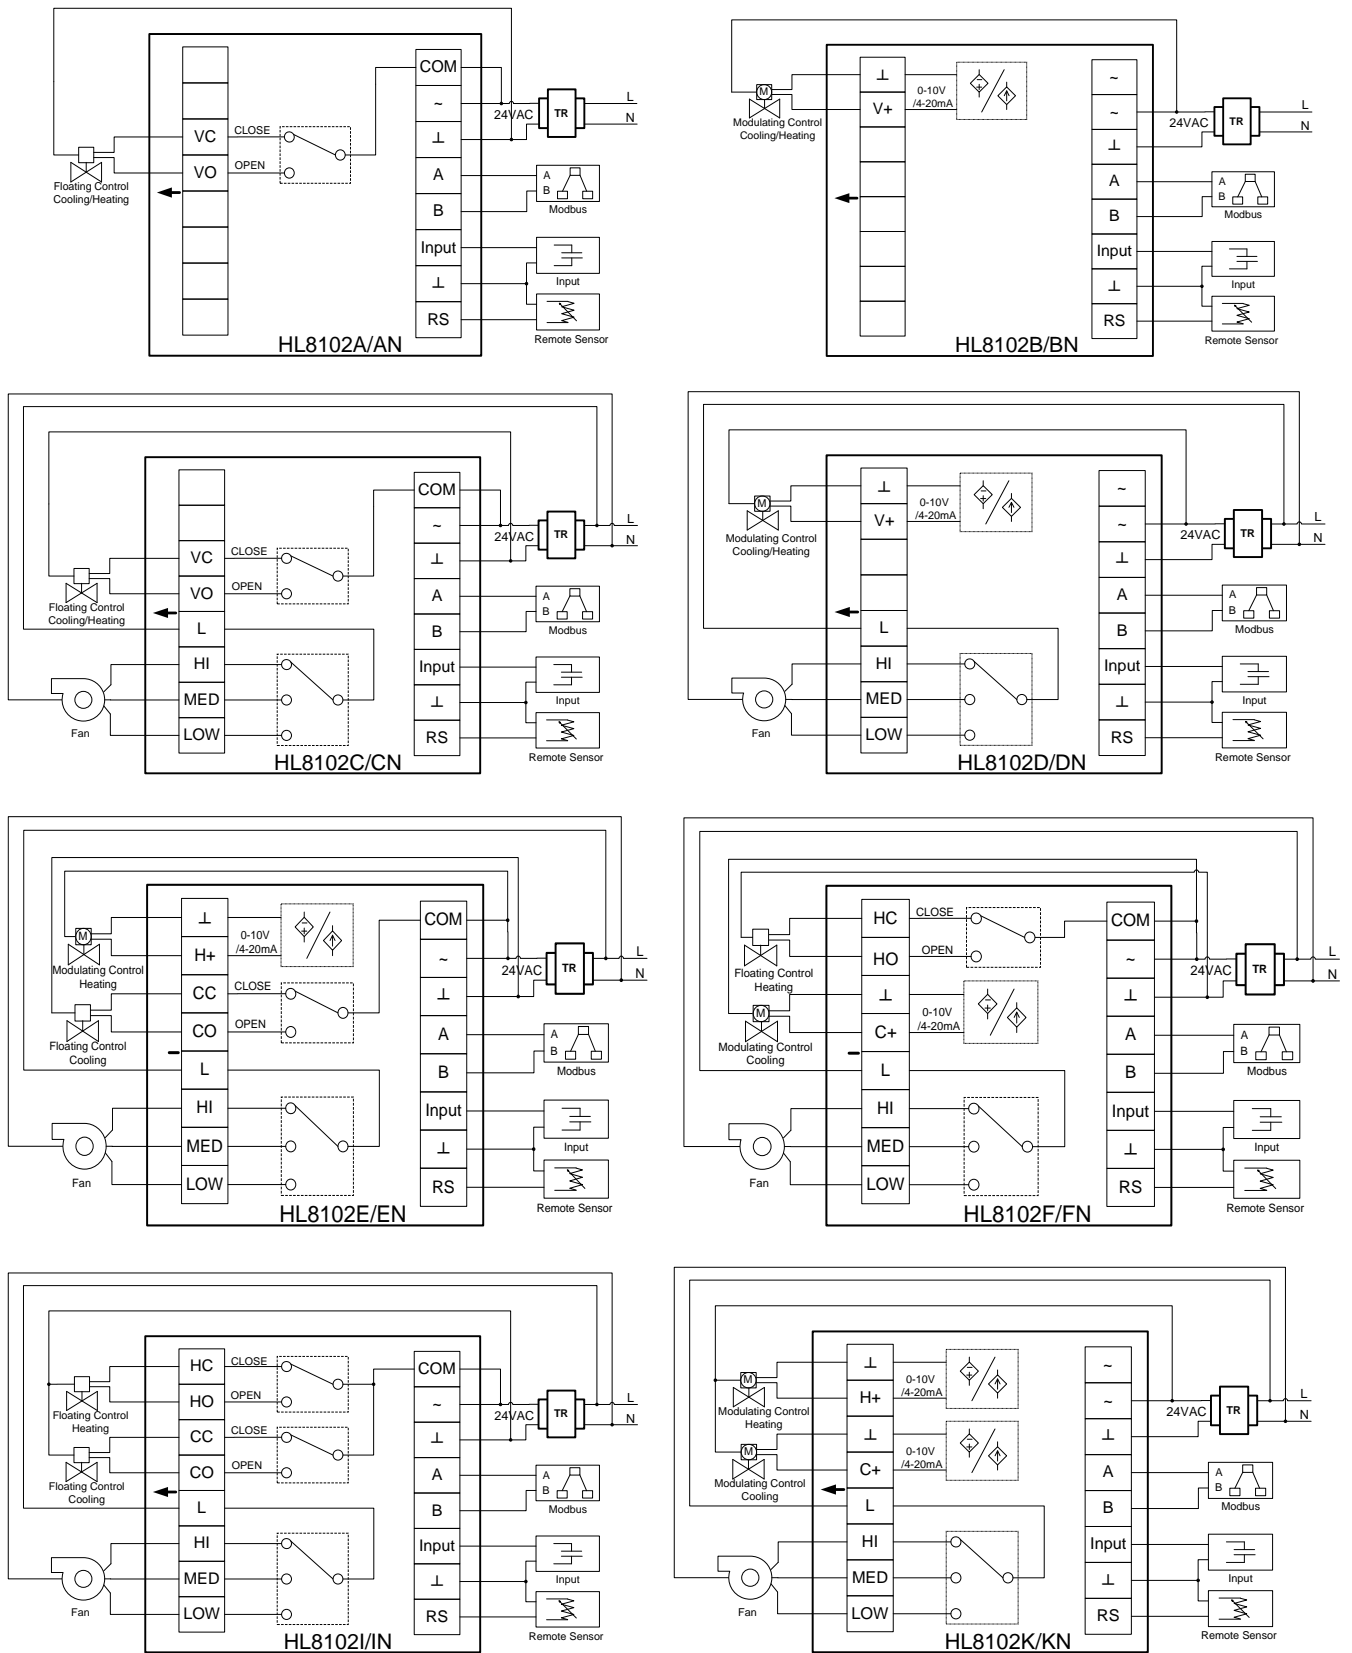 COM
~
24VAC
TR
L
N
⊥
VC
CLOSE
VO
OPEN
A
B
A
B
Modbus
Floating Control
Cooling/Heating
Input
Input
⊥
RS
Remote Sensor
HL8102A/AN
⊥
V+
0-10V
/4-20mA
M
Modulating Control
Cooling/Heating
~
~
24VAC
TR
L
N
⊥
A
B
A
B
Modbus
Input
Input
⊥
RS
Remote Sensor
HL8102B/BN
COM
~
24VAC
TR
L
N
⊥
VC
CLOSE
VO
OPEN
Floating Control
Cooling/Heating
A
B
A
B
Modbus
L
HI
MED
LOW
Fan
Input
Input
⊥
RS
Remote Sensor
HL8102C/CN
⊥
V+
0-10V
/4-20mA
M
Modulating Control
Cooling/Heating
~
~
24VAC
TR
L
N
⊥
A
B
A
B
Modbus
L
HI
MED
LOW
Fan
Input
Input
⊥
RS
Remote Sensor
HL8102D/DN
⊥
H+
0-10V
/4-20mA
M
Modulating Control
Heating
CC
CLOSE
CO
OPEN
Floating Control
Cooling
COM
~
24VAC
TR
L
N
⊥
A
B
A
B
Modbus
L
HI
MED
LOW
Fan
Input
Input
⊥
RS
Remote Sensor
HL8102E/EN
HC
CLOSE
HO
OPEN
Floating Control
Heating
⊥
C+
0-10V
/4-20mA
M
Modulating Control
Cooling
COM
~
24VAC
TR
L
N
⊥
A
B
A
B
Modbus
L
HI
MED
LOW
Fan
Input
Input
⊥
RS
Remote Sensor
HL8102F/FN
HC
CLOSE
HO
OPEN
Floating Control
Heating
CC
CLOSE
CO
OPEN
Floating Control
Cooling
COM
~
24VAC
TR
L
N
⊥
A
B
A
B
Modbus
L
HI
MED
LOW
Fan
Input
Input
⊥
RS
Remote Sensor
HL8102I/IN
⊥
H+
0-10V
/4-20mA
M
Modulating Control
Heating
⊥
C+
0-10V
/4-20mA
M
Modulating Control
Cooling
~
~
24VAC
TR
L
N
⊥
A
B
A
B
Modbus
L
HI
MED
LOW
Fan
Input
Input
⊥
RS
Remote Sensor
HL8102K/KN